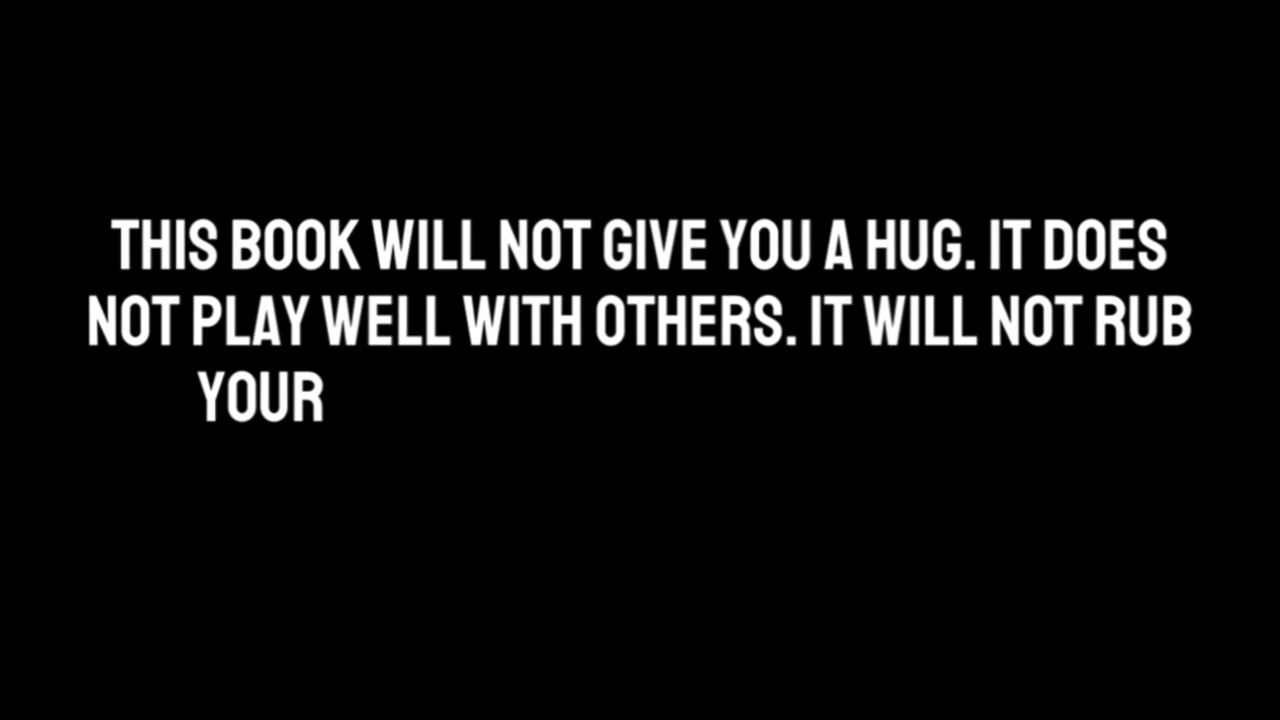 THIS BOOK WILL NOT GIVE YOU A HUG. IT DOES
NOT PLAY WELL WITH OTHERS. IT WILL NOT RUB
YOUR